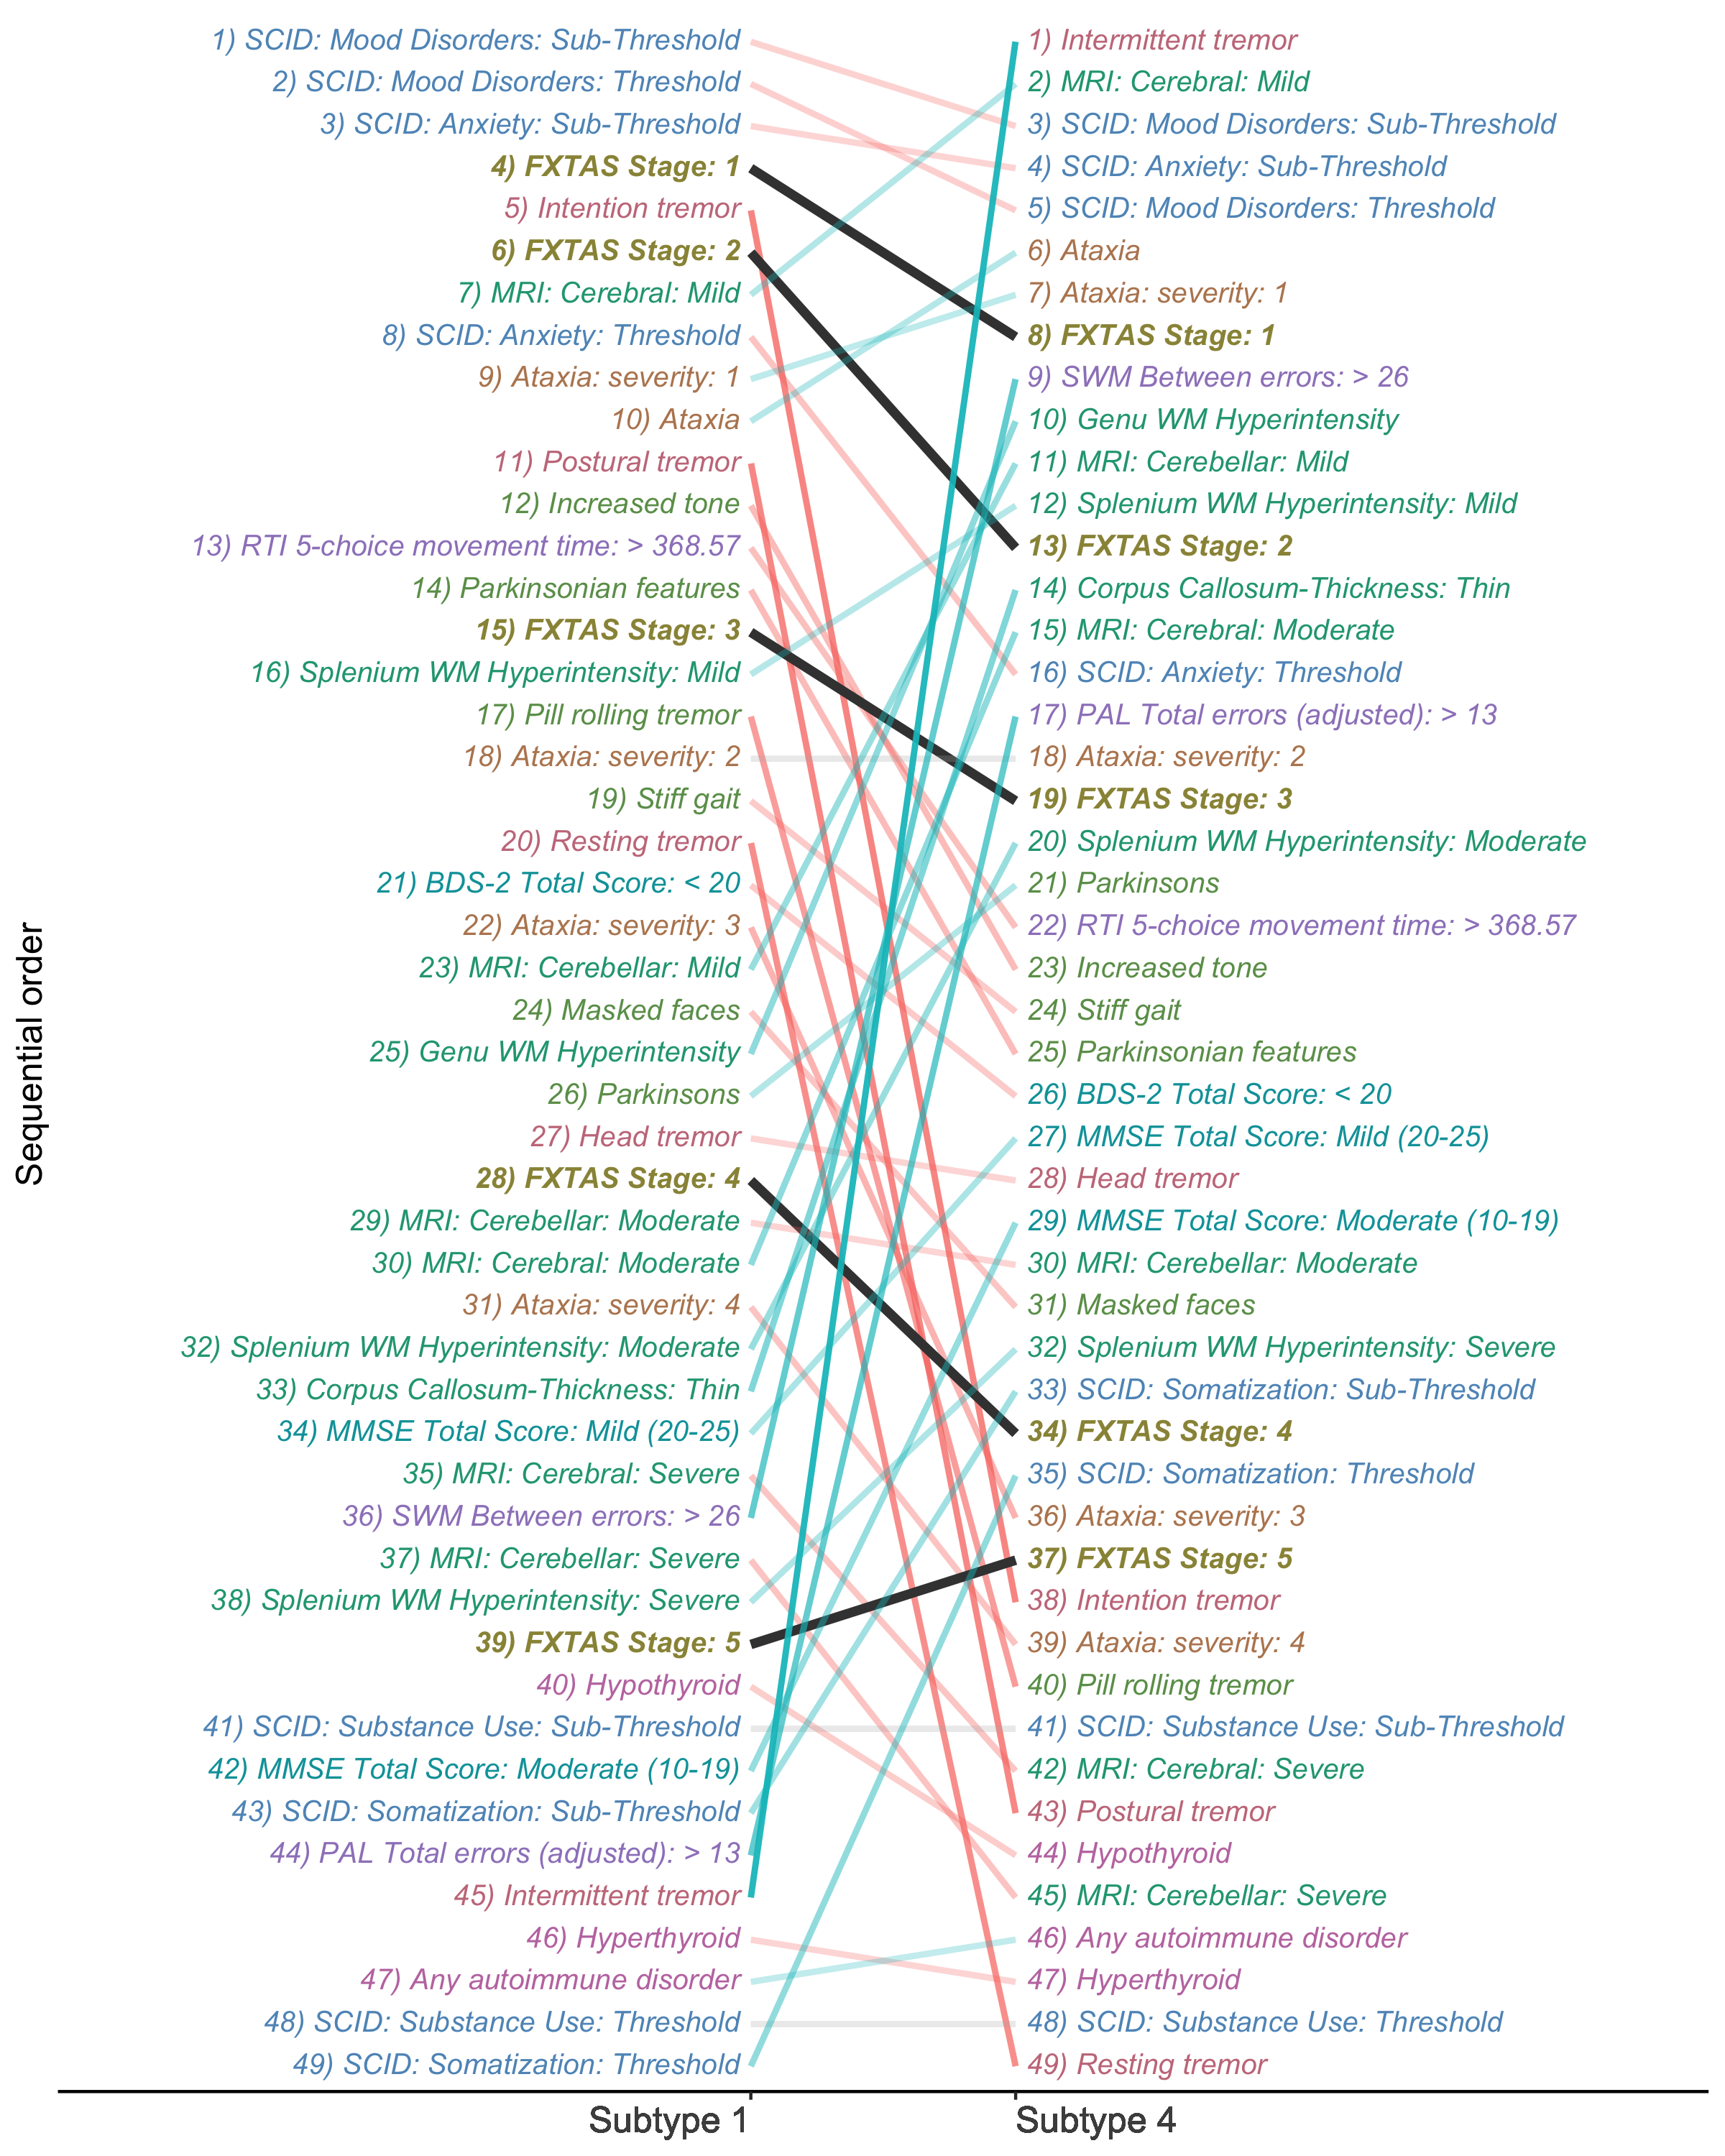 Sequential order
1) SCID: Mood Disorders: Sub-Threshold
2) SCID: Mood Disorders: Threshold
3) SCID: Anxiety: Sub-Threshold
4) FXTAS Stage: 1
5) Intention tremor
6) FXTAS Stage: 2
7) MRI: Cerebral: Mild
8) SCID: Anxiety: Threshold
9) Ataxia: severity: 1
10) Ataxia
11) Postural tremor
12) Increased tone
13) RTI 5-choice movement time: > 368.57
14) Parkinsonian features
15) FXTAS Stage: 3
16) Splenium WM Hyperintensity: Mild
17) Pill rolling tremor
18) Ataxia: severity: 2
19) Stiff gait
20) Resting tremor
21) BDS-2 Total Score: < 20
22) Ataxia: severity: 3
23) MRI: Cerebellar: Mild
24) Masked faces
25) Genu WM Hyperintensity
26) Parkinsons
27) Head tremor
28) FXTAS Stage: 4
29) MRI: Cerebellar: Moderate
30) MRI: Cerebral: Moderate
31) Ataxia: severity: 4
32) Splenium WM Hyperintensity: Moderate
33) Corpus Callosum-Thickness: Thin
34) MMSE Total Score: Mild (20-25)
35) MRI: Cerebral: Severe
36) SWM Between errors: > 26
37) MRI: Cerebellar: Severe
38) Splenium WM Hyperintensity: Severe
39) FXTAS Stage: 5
40) Hypothyroid
41) SCID: Substance Use: Sub-Threshold
42) MMSE Total Score: Moderate (10-19)
43) SCID: Somatization: Sub-Threshold
44) PAL Total errors (adjusted): > 13
45) Intermittent tremor
46) Hyperthyroid
47) Any autoimmune disorder
48) SCID: Substance Use: Threshold
49) SCID: Somatization: Threshold
1) Intermittent tremor
2) MRI: Cerebral: Mild
3) SCID: Mood Disorders: Sub-Threshold
4) SCID: Anxiety: Sub-Threshold
5) SCID: Mood Disorders: Threshold
6) Ataxia
7) Ataxia: severity: 1
8) FXTAS Stage: 1
9) SWM Between errors: > 26
10) Genu WM Hyperintensity
11) MRI: Cerebellar: Mild
12) Splenium WM Hyperintensity: Mild
13) FXTAS Stage: 2
14) Corpus Callosum-Thickness: Thin
15) MRI: Cerebral: Moderate
16) SCID: Anxiety: Threshold
17) PAL Total errors (adjusted): > 13
18) Ataxia: severity: 2
19) FXTAS Stage: 3
20) Splenium WM Hyperintensity: Moderate
21) Parkinsons
22) RTI 5-choice movement time: > 368.57
23) Increased tone
24) Stiff gait
25) Parkinsonian features
26) BDS-2 Total Score: < 20
27) MMSE Total Score: Mild (20-25)
28) Head tremor
29) MMSE Total Score: Moderate (10-19)
30) MRI: Cerebellar: Moderate
31) Masked faces
32) Splenium WM Hyperintensity: Severe
33) SCID: Somatization: Sub-Threshold
34) FXTAS Stage: 4
35) SCID: Somatization: Threshold
36) Ataxia: severity: 3
37) FXTAS Stage: 5
38) Intention tremor
39) Ataxia: severity: 4
40) Pill rolling tremor
41) SCID: Substance Use: Sub-Threshold
42) MRI: Cerebral: Severe
43) Postural tremor
44) Hypothyroid
45) MRI: Cerebellar: Severe
46) Any autoimmune disorder
47) Hyperthyroid
48) SCID: Substance Use: Threshold
49) Resting tremor
Subtype 1
Subtype 4